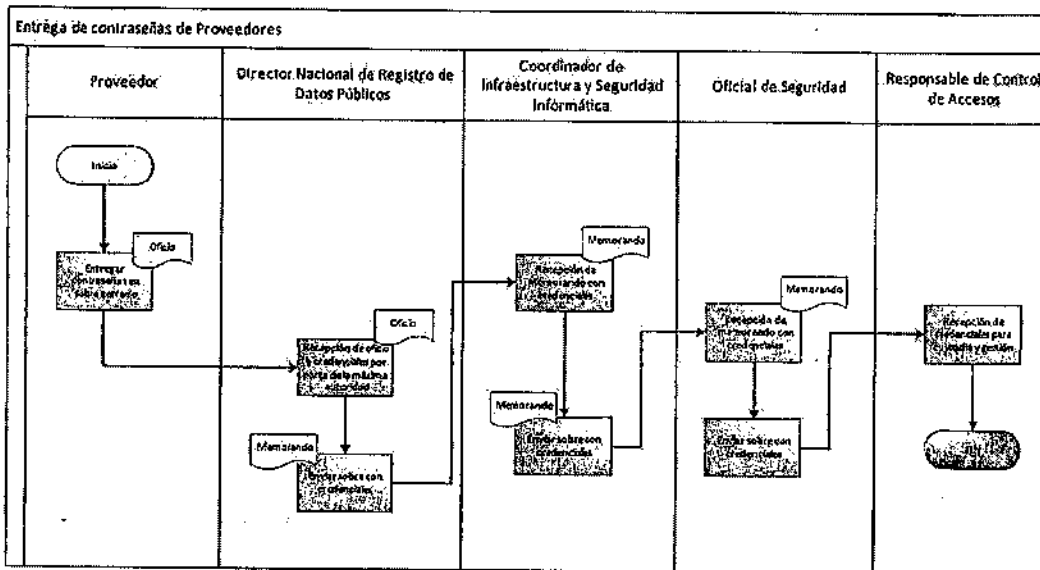 Entrega de contraseñas de Proveedores
Proveedor
Director Nacional de Registro de
Datos Públicos
Coordinador de
Infraestructura y Seguridad
Informática
Oficial de Seguridad
Responsable de Control
de Accesos
Inicio
Oficio
Entregar
contraseñas en
sobre cerrado
Oficio
Recepción de oficio
y credenciales por
parte de la máxima
autoridad
Memorando
Enviar sobre con
credenciales
Memorando
Recepción de
Memorando con
credenciales
Memorando
Enviar sobre con
credenciales
Memorando
Recepción de
memorando con
credenciales
Enviar sobre con
credenciales
Recepción de
credenciales para
y gestión